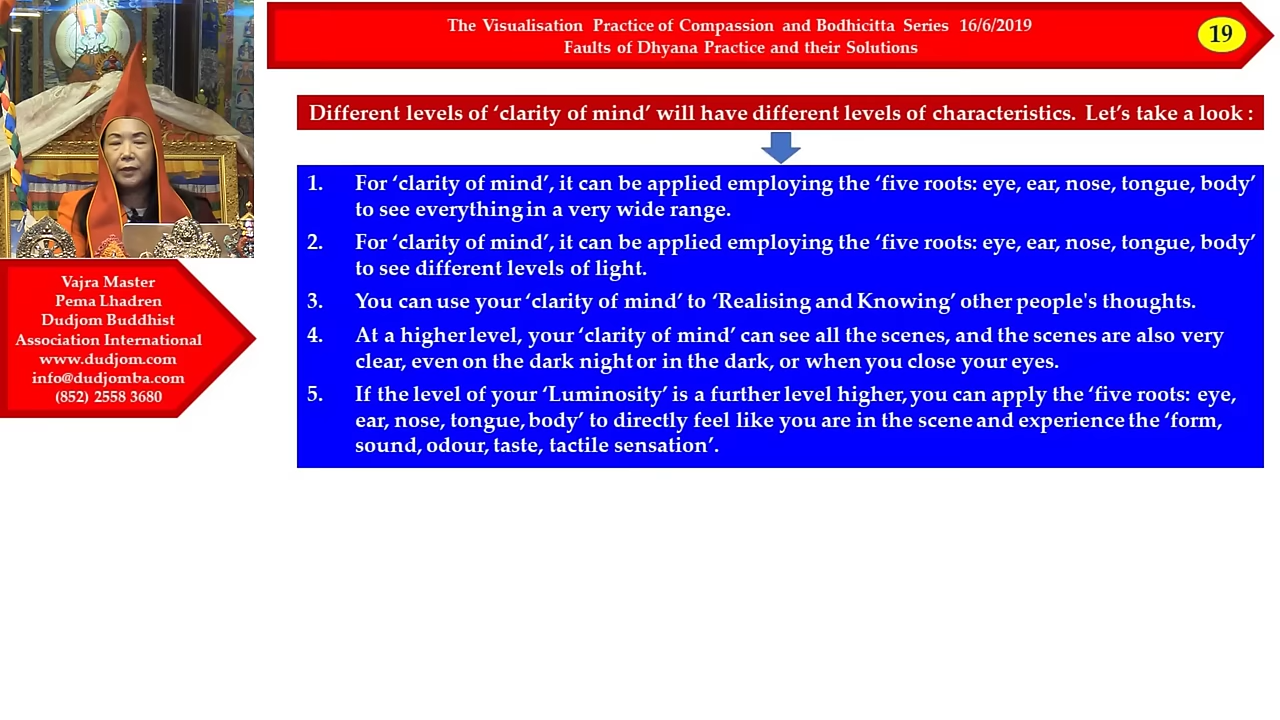 The Visualisation Practice of Compassion and Bodhicitta Series 16/6/2019
Faults of Dhyana Practice and their Solutions
19
Different levels of ‘clarity of mind’ will have different levels of characteristics. Let’s take a look :
1. For ‘clarity of mind’, it can be applied employing the ‘five roots: eye, ear, nose, tongue, body’
to see everything in a very wide range.
2. For ‘clarity of mind’, it can be applied employing the ‘five roots: eye, ear, nose, tongue, body’
to see different levels of light.
3. You can use your ‘clarity of mind’ to ‘Realising and Knowing’ other people's thoughts.
4. At a higher level, your ‘clarity of mind’ can see all the scenes, and the scenes are also very
clear, even on the dark night or in the dark, or when you close your eyes.
5. If the level of your ‘Luminosity’ is a further level higher, you can apply the ‘five roots: eye,
ear, nose, tongue, body’ to directly feel like you are in the scene and experience the ‘form,
sound, odour, taste, tactile sensation’.
Vajra Master
Pema Lhadren
Dudjom Buddhist
Association International
www.dudjom.com
info@dudjomba.com
(852) 2558 3680